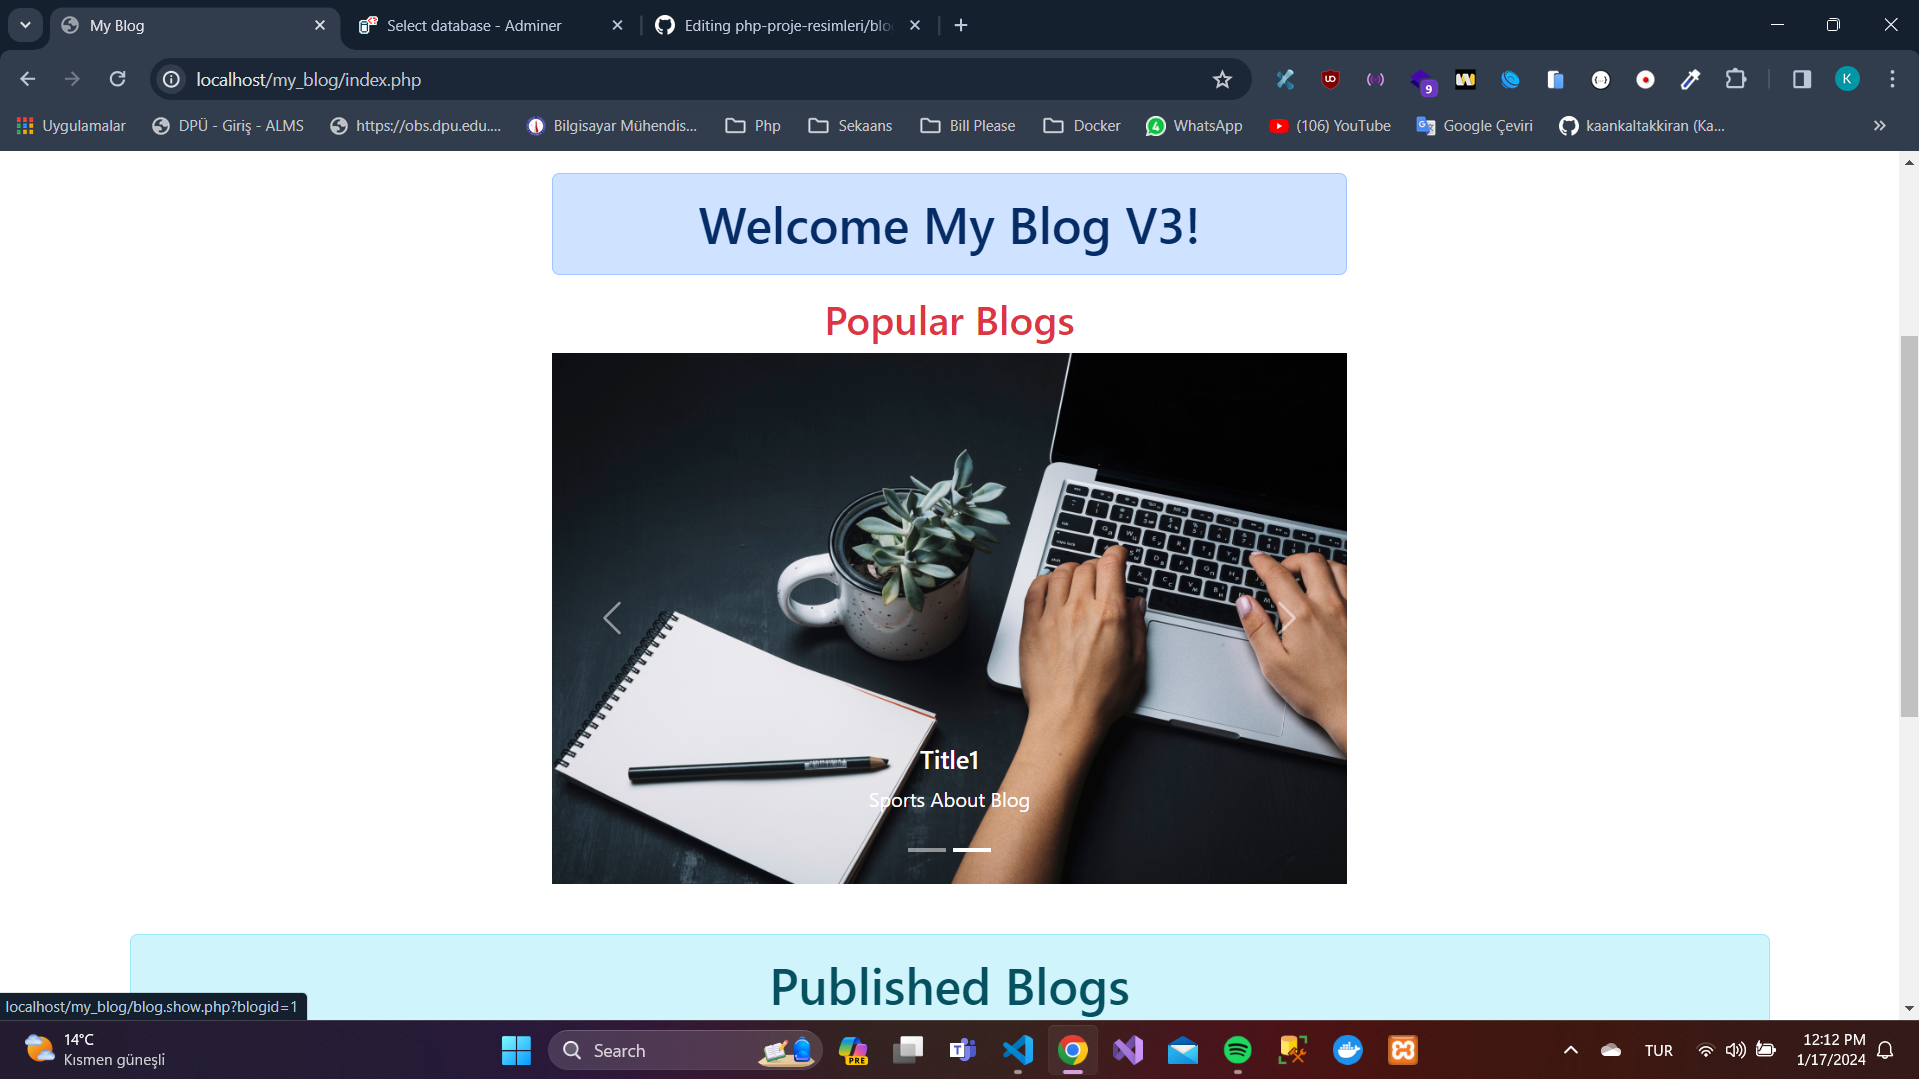 My Blog
Select database - Adminer
Editing php-proje-resimleri/blo
localhost/my_blog/index.php
9
K
Uygulamalar
DPÜ - Giriş - ALMS
https://obs.dpu.edu....
Bilgisayar Mühendis...
Php
Sekaans
Bill Please
Docker
4
WhatsApp
(106) YouTube
Google Çeviri
kaankaltakkiran (Ka...
Welcome My Blog V3!
Popular Blogs
Title1
Sports About Blog
Published Blogs
localhost/my_blog/blog.show.php?blogid=1
14°C
Kısmen güneşli
Search
PRE
TUR
12:12 PM
1/17/2024